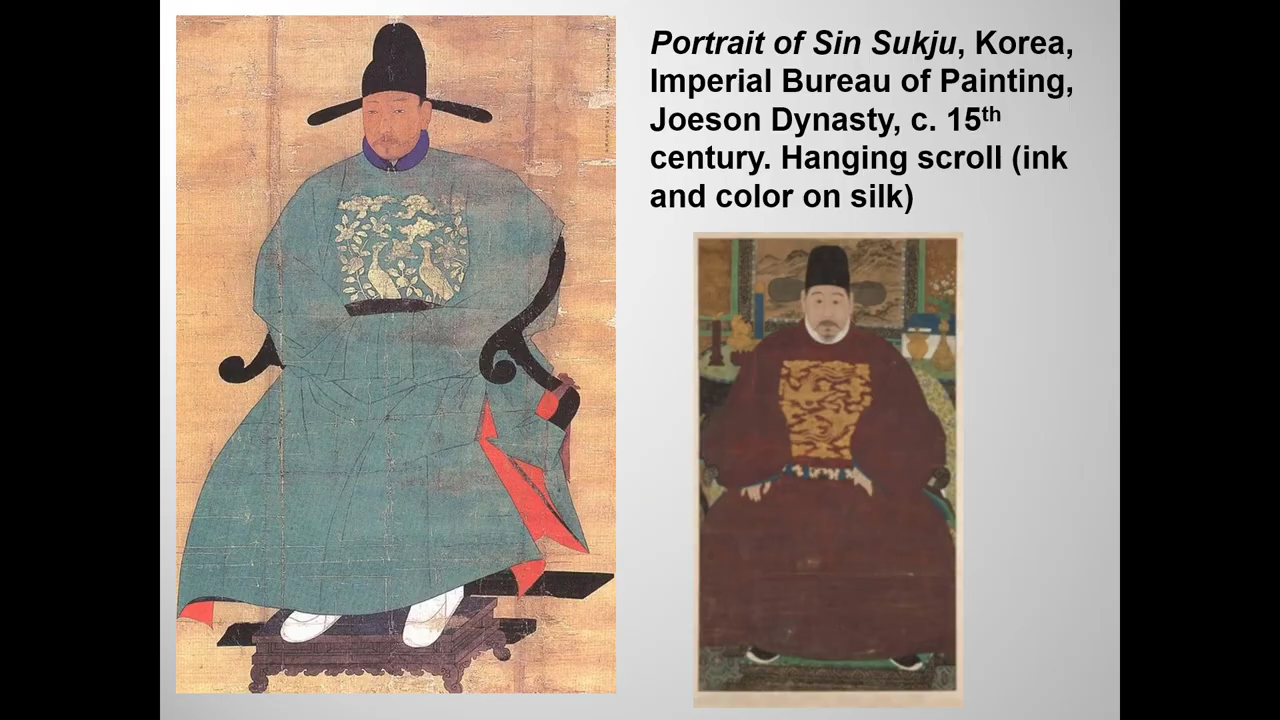 Portrait of Sin Sukju, Korea,
Imperial Bureau of Painting,
Joeson Dynasty, c. 15th
century. Hanging scroll (ink
and color on silk)